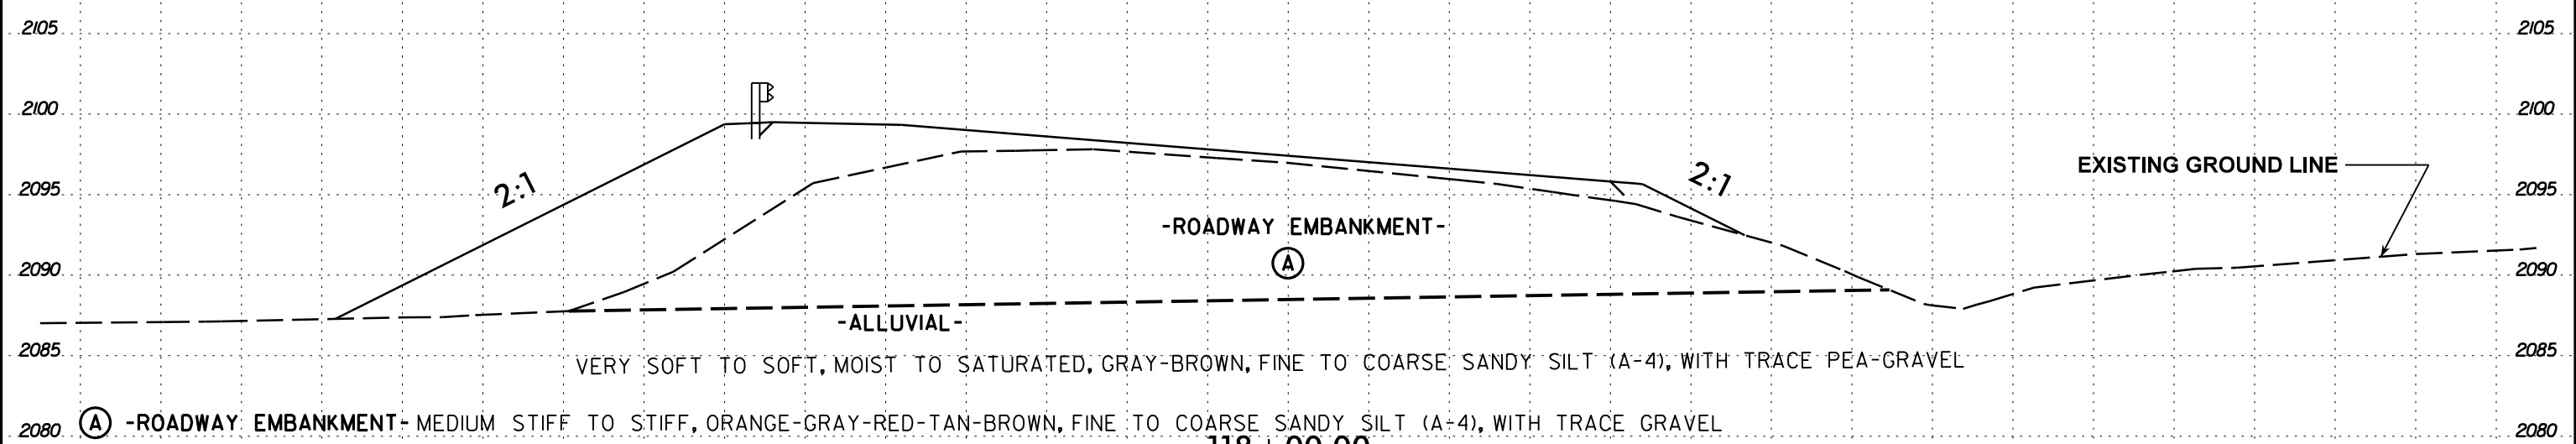 2105 2105
2100 2100
2:1 2:1
EXISTING GROUND LINE
2095 2095
-ROADWAY EMBANKMENT-
A
2090 2090
-ALLUVIAL-
2085 2085
VERY SOFT TO SOFT, MOIST TO SATURATED, GRAY-BROWN, FINE TO COARSE SANDY SILT (A-4), WITH TRACE PEA-GRAVEL
A -ROADWAY EMBANKMENT- MEDIUM STIFF TO STIFF, ORANGE-GRAY-RED-TAN-BROWN, FINE TO COARSE SANDY SILT (A-4), WITH TRACE GRAVEL
2080 2080